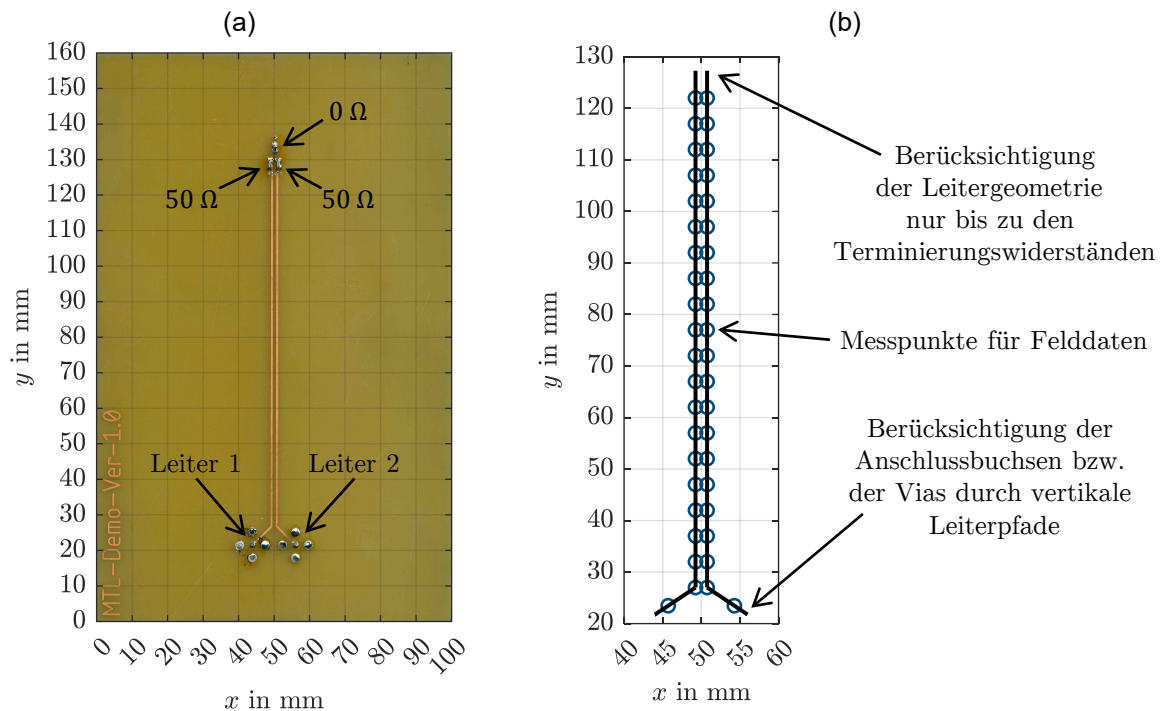 (a)
160
150
140
130
120
110
100
90
80
70
60
50
40
30
20
10
0
y in mm
0 Ω
50 Ω
50 Ω
Leiter 1
Leiter 2
MTL-Demo-Ver-1.0
0
10
20
30
40
50
60
70
80
90
100
x in mm
(b)
130
120
110
100
90
80
70
60
50
40
30
20
y in mm
40
45
50
55
60
x in mm
Berücksichtigung
der Leitergeometrie
nur bis zu den
Terminierungswiderständen
Messpunkte für Felddaten
Berücksichtigung der
Anschlussbuchsen bzw.
der Vias durch vertikale
Leiterpfade